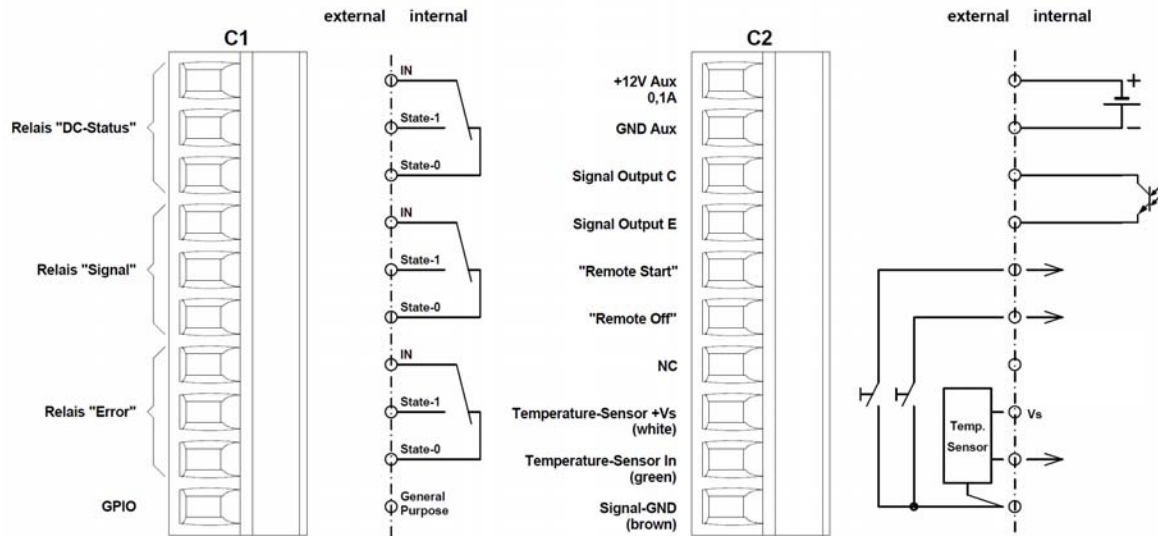 external internal
C1
Relais "DC-Status"
IN
State-1
State-0
Relais "Signal"
IN
State-1
State-0
Relais "Error"
IN
State-1
State-0
GPIO
General
Purpose
external internal
C2
+12V Aux
0,1A
+
GND Aux
–
Signal Output C
Signal Output E
"Remote Start"
"Remote Off"
NC
Temperature-Sensor +Vs
(white)
Vs
Temp.
Sensor
Temperature-Sensor In
(green)
Signal-GND
(brown)